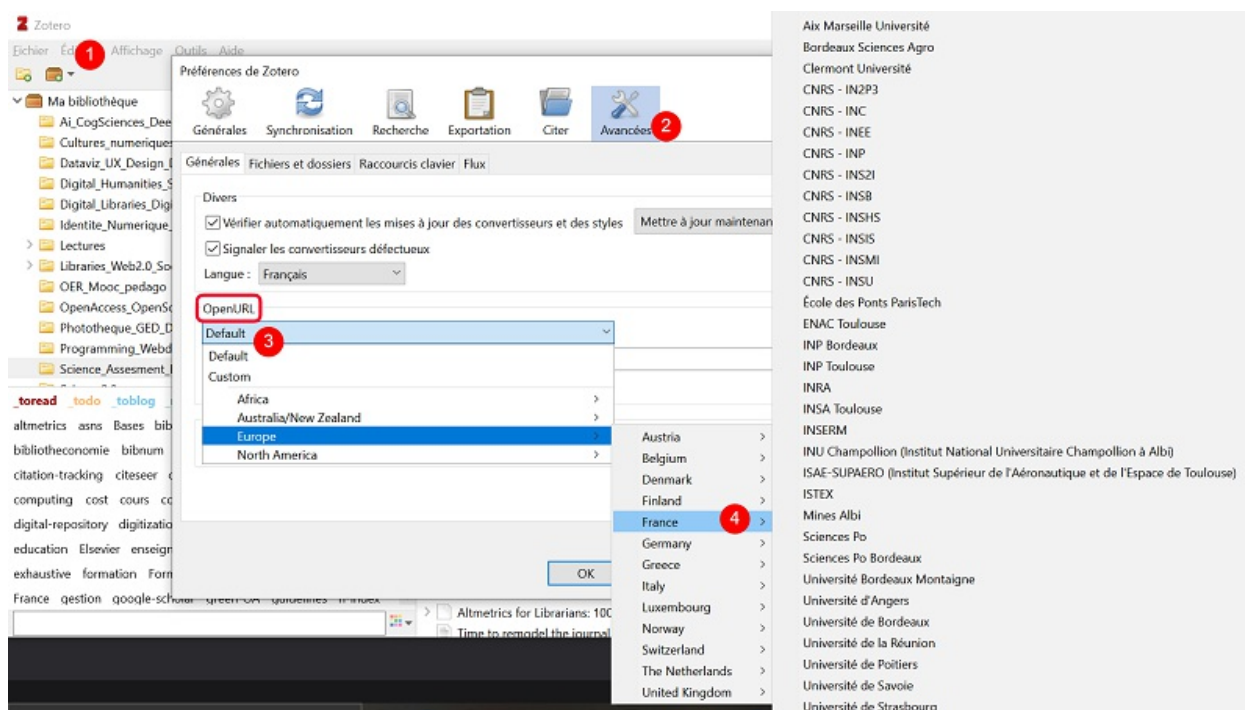 Zotero
Fichier Éd Affichage Outils Aide
1
Ma bibliothèque
Ai_CogSciences_Dee
Cultures_numerique
Dataviz_UX_Design_
Digital_Humanities_S
Digital_Libraries_Digi
Identite_Numerique_
Lectures
Libraries_Web2.0_So
OER_Mooc_pedago
OpenAccess_OpenSc
Phototheque_GED_D
Programming_Webd
Science_Assesment_
_toread _todo _toblog
altmetrics asns Bases bib
bibliotheconomie bibnum
citation-tracking citeseer
computing cost cours co
digital-repository digitizatio
education Elsevier enseign
exhaustive formation Form
France gestion google-scholar green-OA guidelines h-index
Préférences de Zotero
Générales Synchronisation Recherche Exportation Citer Avancées
2
Générales Fichiers et dossiers Raccourcis clavier Flux
Divers
Vérifier automatiquement les mises à jour des convertisseurs et des styles Mettre à jour maintenan
Signaler les convertisseurs défectueux
Langue : Français
OpenURL
Default
3
Default
Custom
Africa
Australia/New Zealand
Europe
North America
OK
Altmetrics for Librarians: 100
Time to remodel the journal
Austria
Belgium
Denmark
Finland
France
4
Germany
Greece
Italy
Luxembourg
Norway
Switzerland
The Netherlands
United Kingdom
Aix Marseille Université
Bordeaux Sciences Agro
Clermont Université
CNRS - IN2P3
CNRS - INC
CNRS - INEE
CNRS - INP
CNRS - INS2I
CNRS - INSB
CNRS - INSHS
CNRS - INSIS
CNRS - INSMI
CNRS - INSU
École des Ponts ParisTech
ENAC Toulouse
INP Bordeaux
INP Toulouse
INRA
INSA Toulouse
INSERM
INU Champollion (Institut National Universitaire Champollion à Albi)
ISAE-SUPAERO (Institut Supérieur de l'Aéronautique et de l'Espace de Toulouse)
ISTEX
Mines Albi
Sciences Po
Sciences Po Bordeaux
Université Bordeaux Montaigne
Université d'Angers
Université de Bordeaux
Université de la Réunion
Université de Poitiers
Université de Savoie
Université de Strasbourg